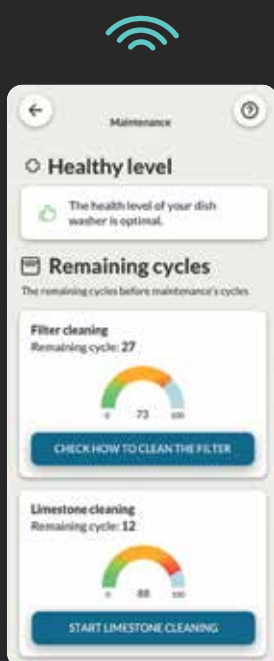 Maintenance
Healthy level
The health level of your dish
washer is optimal.
Remaining cycles
The remaining cycles before maintenance's cycles
Filter cleaning
Remaining cycle: 27
0 73 100
CHECK HOW TO CLEAN THE FILTER
Limestone cleaning
Remaining cycle: 12
0 88 100
START LIMESTONE CLEANING